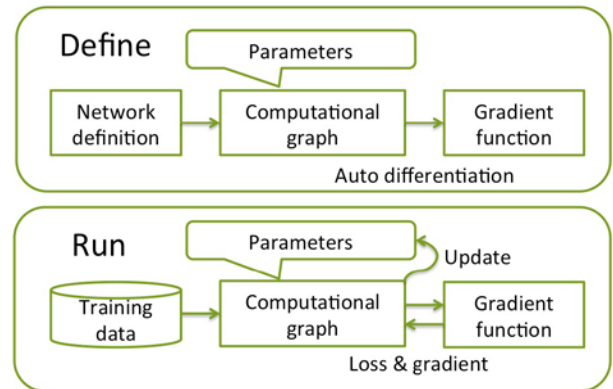 Define
Parameters
Network
definition
Computational
graph
Gradient
function
Auto differentiation
Run
Parameters
Update
Training
data
Computational
graph
Gradient
function
Loss & gradient